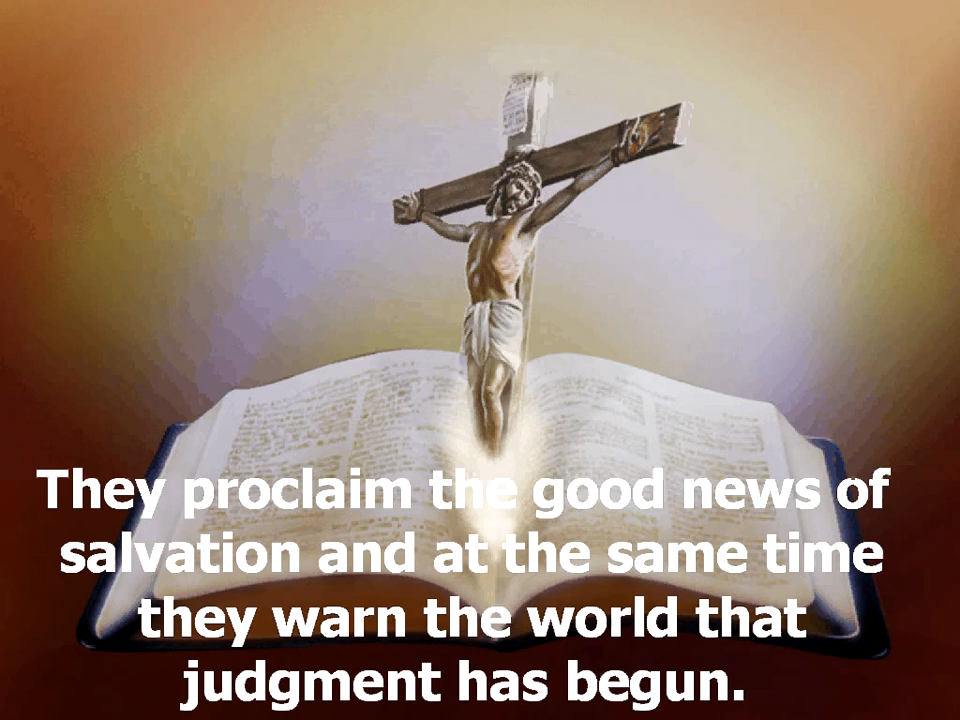 They proclaim the good news of
salvation and at the same time
they warn the world that
judgment has begun.